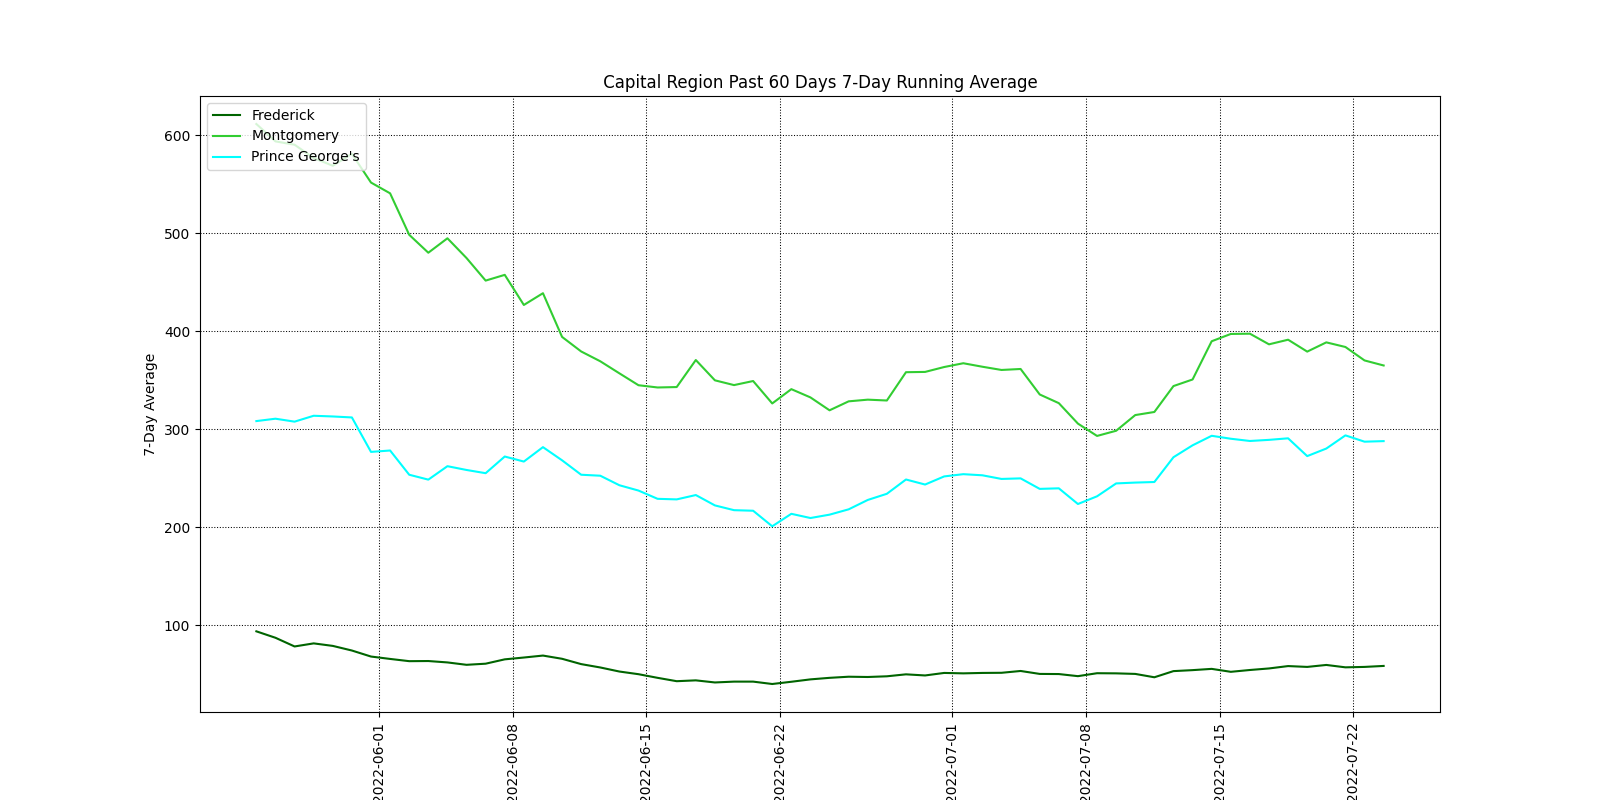 Capital Region Past 60 Days 7-Day Running Average
Frederick
Montgomery
Prince George's
600
500
400
300
200
100
7-Day Average
2022-06-01
2022-06-08
2022-06-15
2022-06-22
2022-07-01
2022-07-08
2022-07-15
2022-07-22